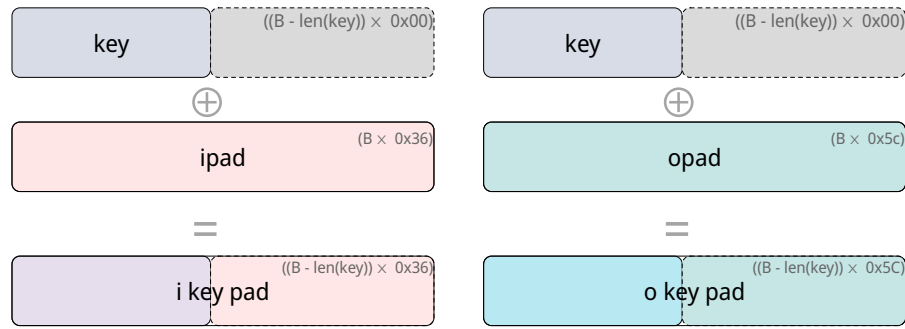 ((B - len(key)) × 0x00)
key
⊕
(B × 0x36)
ipad
=
((B - len(key)) × 0x36)
i key pad
((B - len(key)) × 0x00)
key
⊕
(B × 0x5c)
opad
=
((B - len(key)) × 0x5C)
o key pad